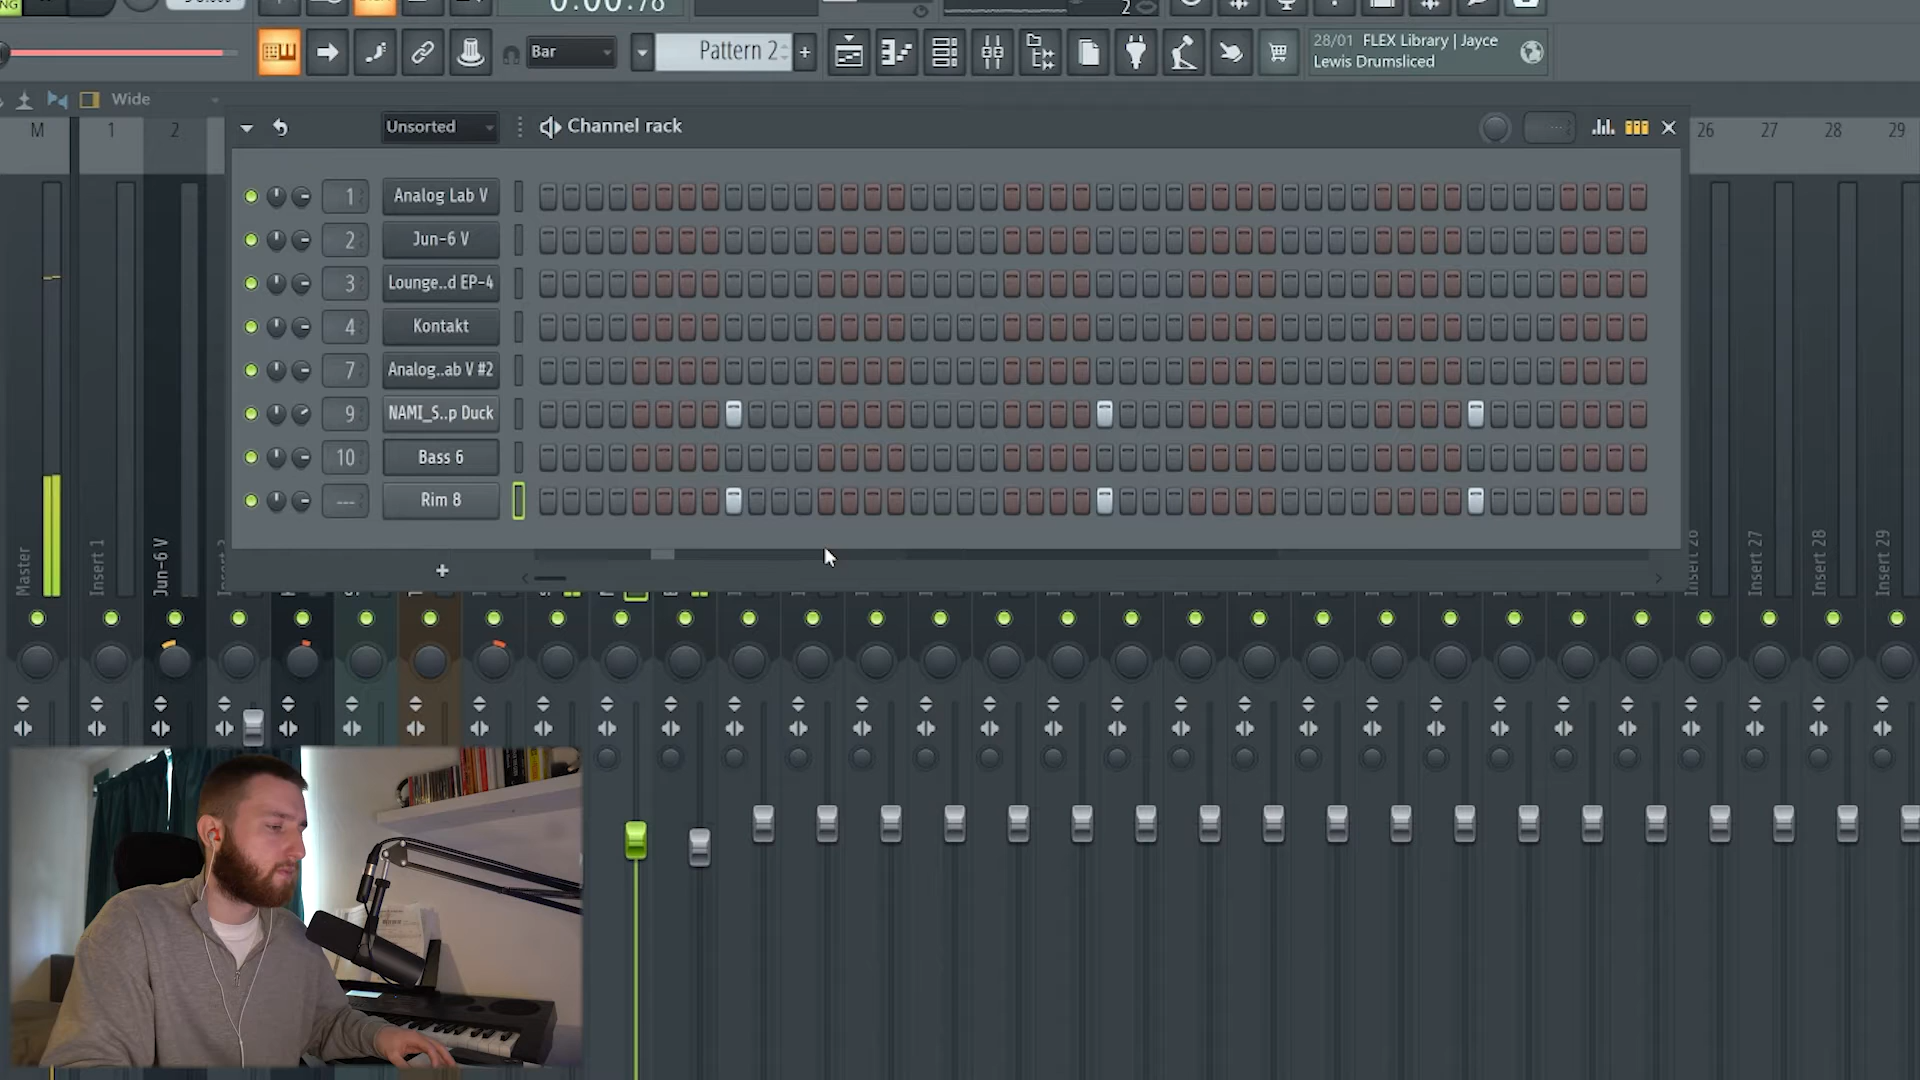 0:00:78
2
Bar
Pattern 2
+
28/01 FLEX Library | Jayce
Lewis Drumsliced
Wide
Unsorted
Channel rack
M
1
2
26
27
28
29
1
Analog Lab V
2
Jun-6 V
3
Lounge..d EP-4
4
Kontakt
7
Analog..ab V #2
9
NAMI_S..p Duck
10
Bass 6
---
Rim 8
+
Master
Insert 1
Jun-6 V
Insert 26
Insert 27
Insert 28
Insert 29